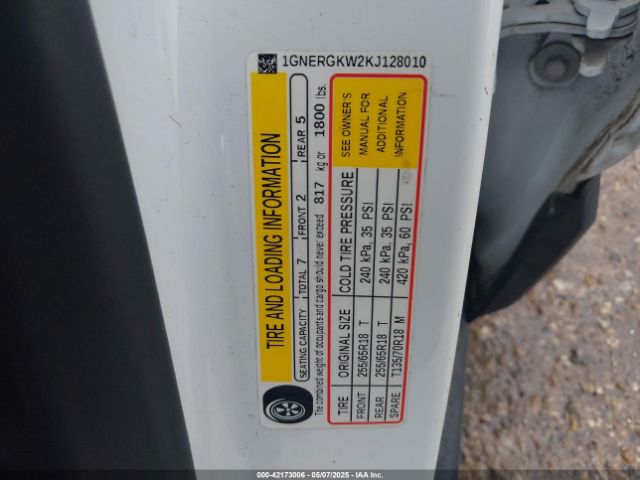 1GNERGKW2KJ128010
TIRE AND LOADING INFORMATION
SEATING CAPACITY TOTAL 7 FRONT 2 REAR 5
The combined weight of occupants and cargo should never exceed 817 kg or 1800 lbs.
TIRE ORIGINAL SIZE COLD TIRE PRESSURE SEE OWNER'S
FRONT 255/65R18 T 240 kPa, 35 PSI MANUAL FOR
REAR 255/65R18 T 240 kPa, 35 PSI ADDITIONAL
SPARE T135/70R18 M 420 kPa, 60 PSI INFORMATION
000-42173006 - 05/07/2025 - IAAI Inc.